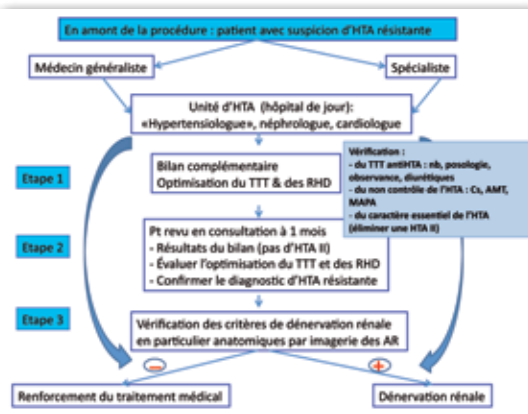 En amont de la procédure : patient avec suspicion d'HTA résistante
Médecin généraliste
Spécialiste
Unité d'HTA (hôpital de jour):
«Hypertensiologue», néphrologue, cardiologue
Etape 1
Bilan complémentaire
Optimisation du TTT & des RHD
Vérification :
- du TTT antiHTA : nb, posologie,
observance, diurétiques
- du non contrôle de l'HTA : Cs, AMT,
MAPA
- du caractère essentiel de l'HTA
(éliminer une HTA II)
Etape 2
Pt revu en consultation à 1 mois
- Résultats du bilan (pas d'HTA II)
- Évaluer l'optimisation du TTT et des RHD
- Confirmer le diagnostic d'HTA résistante
Etape 3
Vérification des critères de dénervation rénale
en particulier anatomiques par imagerie des AR
−
+
Renforcement du traitement médical
Dénervation rénale